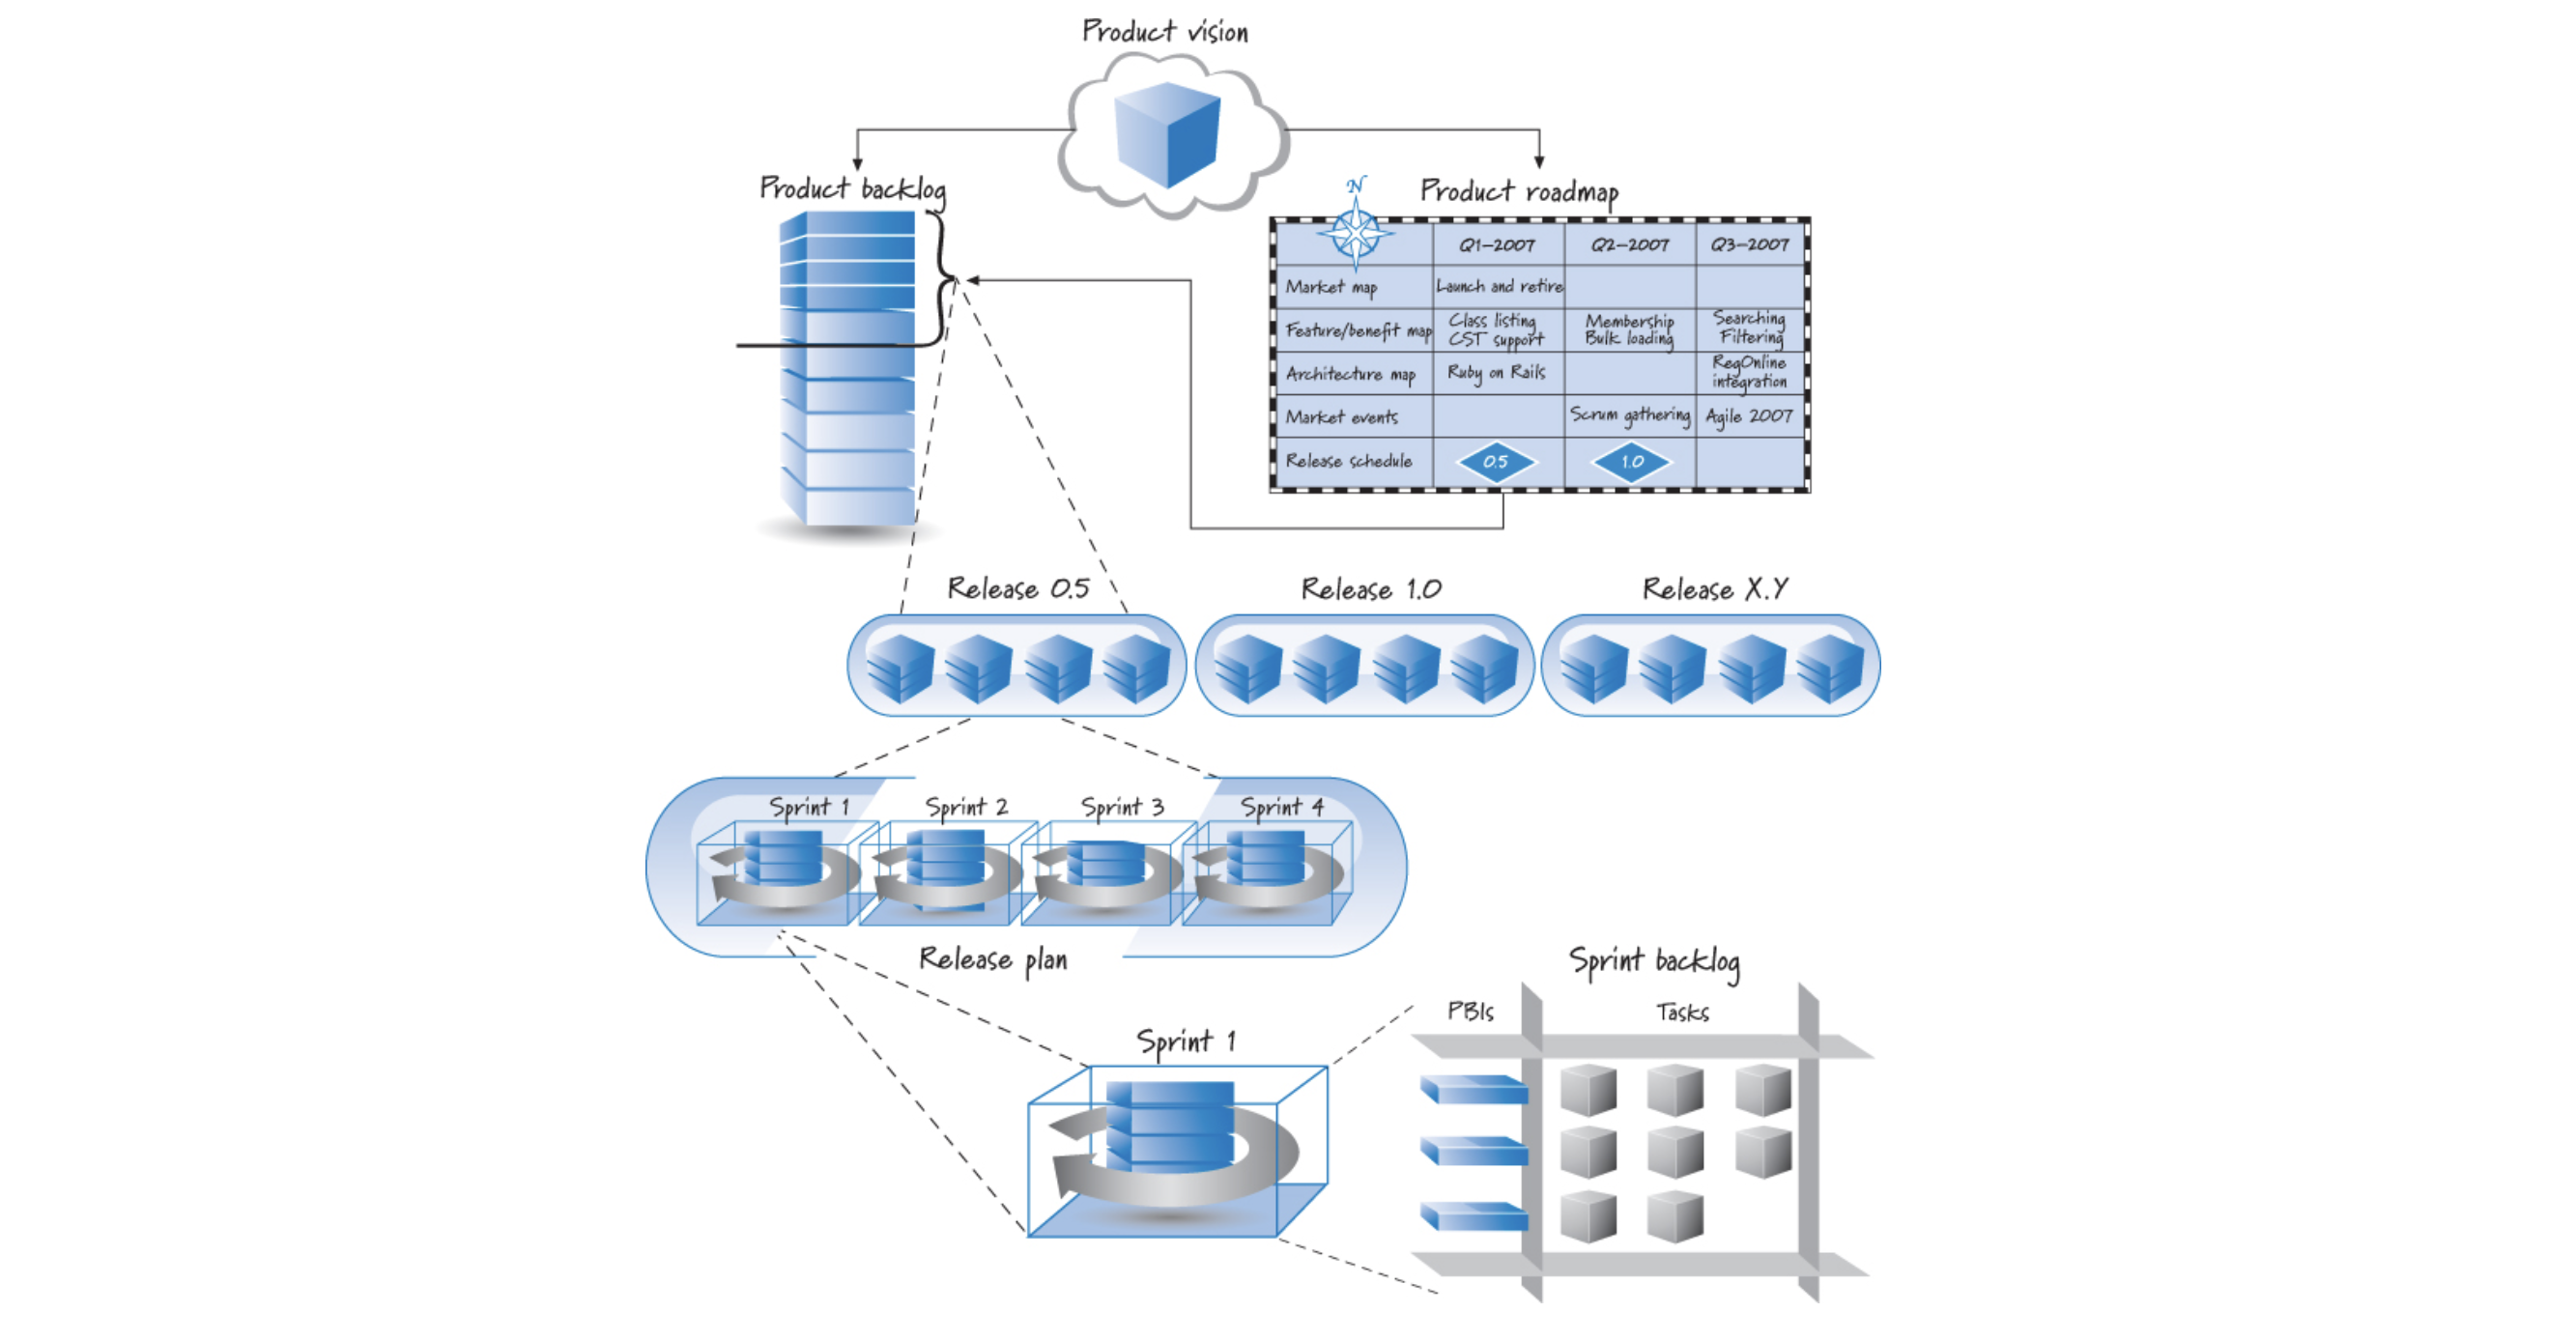 Product vision
Product backlog
N
Product roadmap
Q1–2007 Q2–2007 Q3–2007
Market map Launch and retire
Feature/benefit map Class listing CST support Membership Bulk loading Searching Filtering
Architecture map Ruby on Rails RegOnline integration
Market events Scrum gathering Agile 2007
Release schedule 0.5 1.0
Release 0.5 Release 1.0 Release X.Y
Sprint 1 Sprint 2 Sprint 3 Sprint 4
Release plan
Sprint backlog
PBIs Tasks
Sprint 1